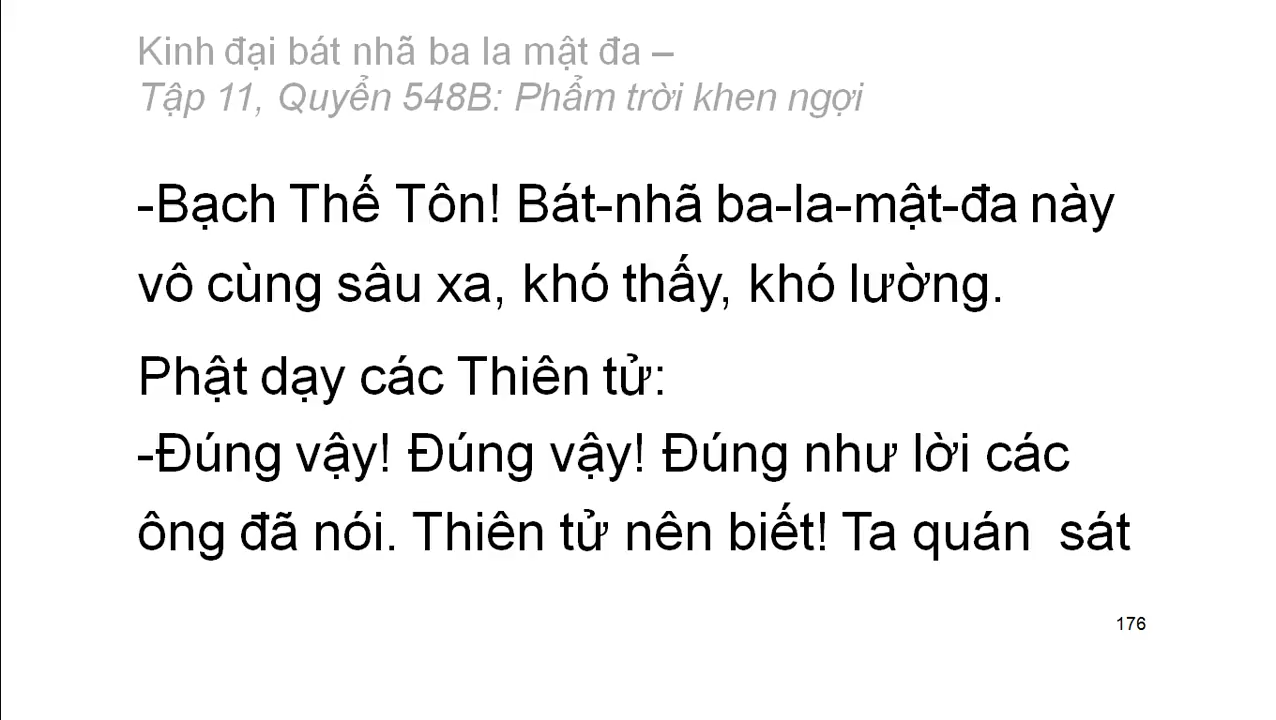 Kinh đại bát nhã ba la mật đa –
Tập 11, Quyển 548B: Phẩm trời khen ngợi
-Bạch Thế Tôn! Bát-nhã ba-la-mật-đa này
vô cùng sâu xa, khó thấy, khó lường.
Phật dạy các Thiên tử:
-Đúng vậy! Đúng vậy! Đúng như lời các
ông đã nói. Thiên tử nên biết! Ta quán  sát
176